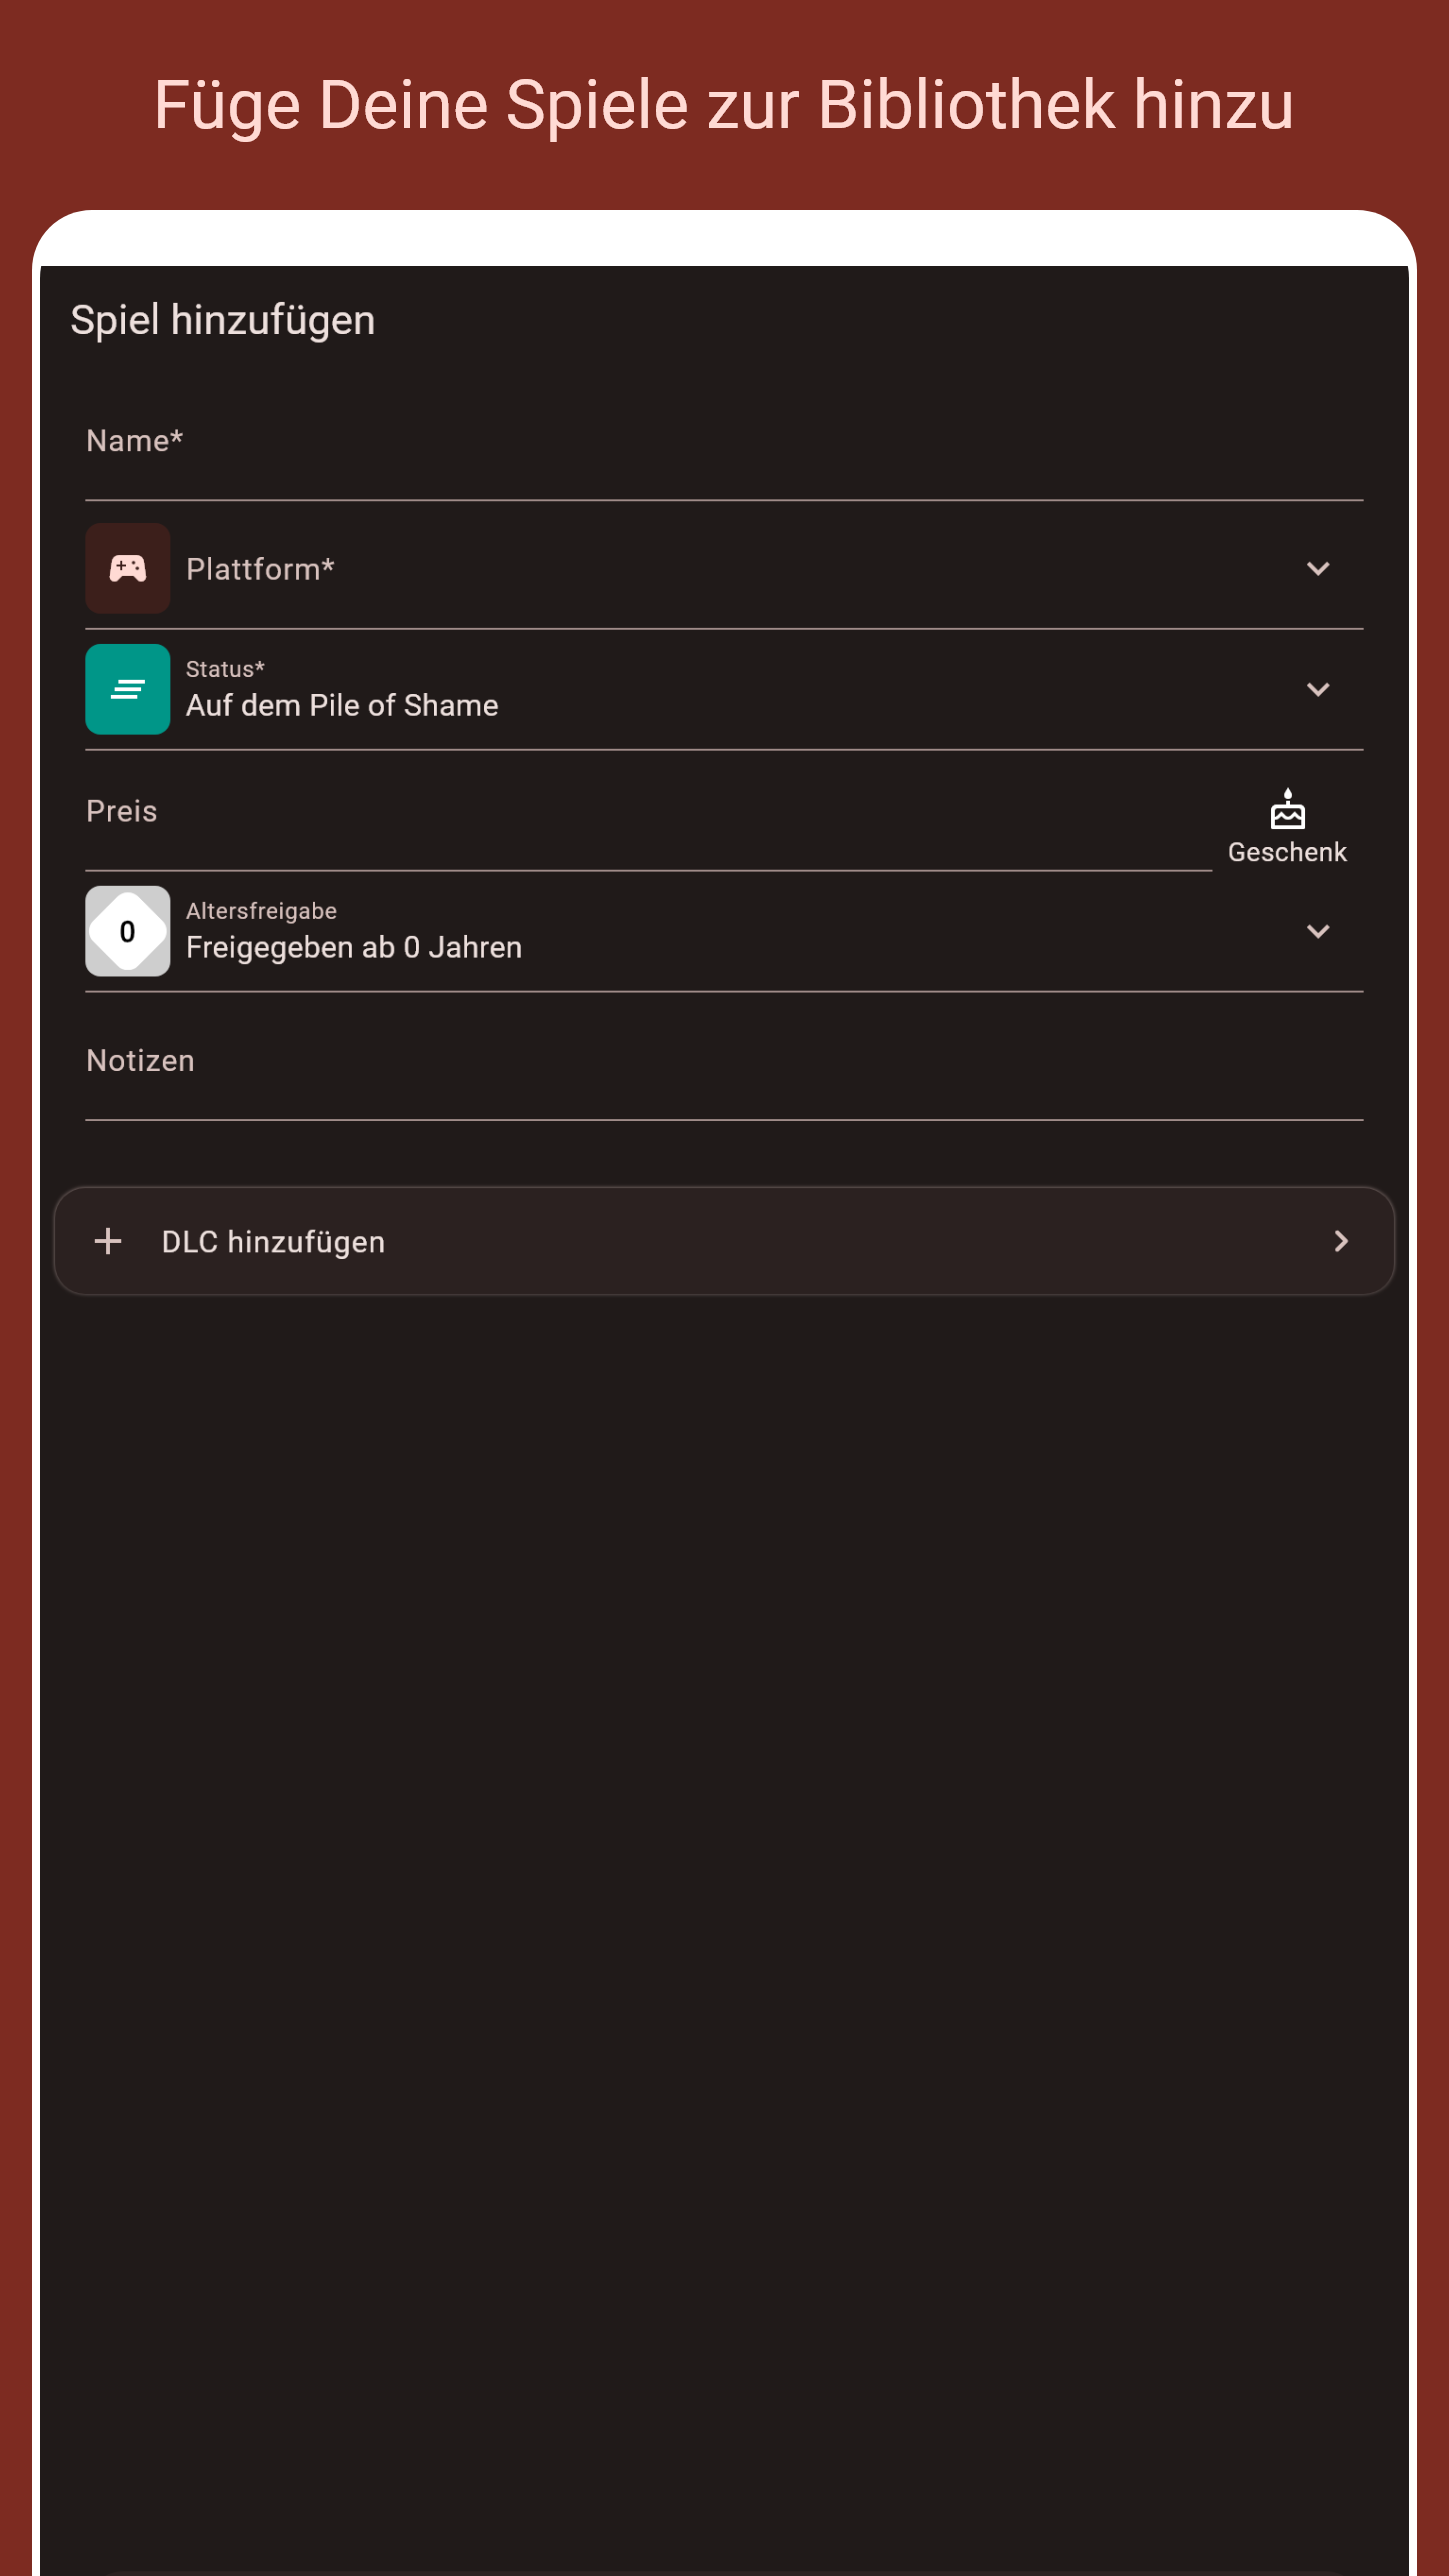 Füge Deine Spiele zur Bibliothek hinzu
Spiel hinzufügen
Name*
Plattform*
Status*
Auf dem Pile of Shame
Preis
Geschenk
0
Altersfreigabe
Freigegeben ab 0 Jahren
Notizen
DLC hinzufügen